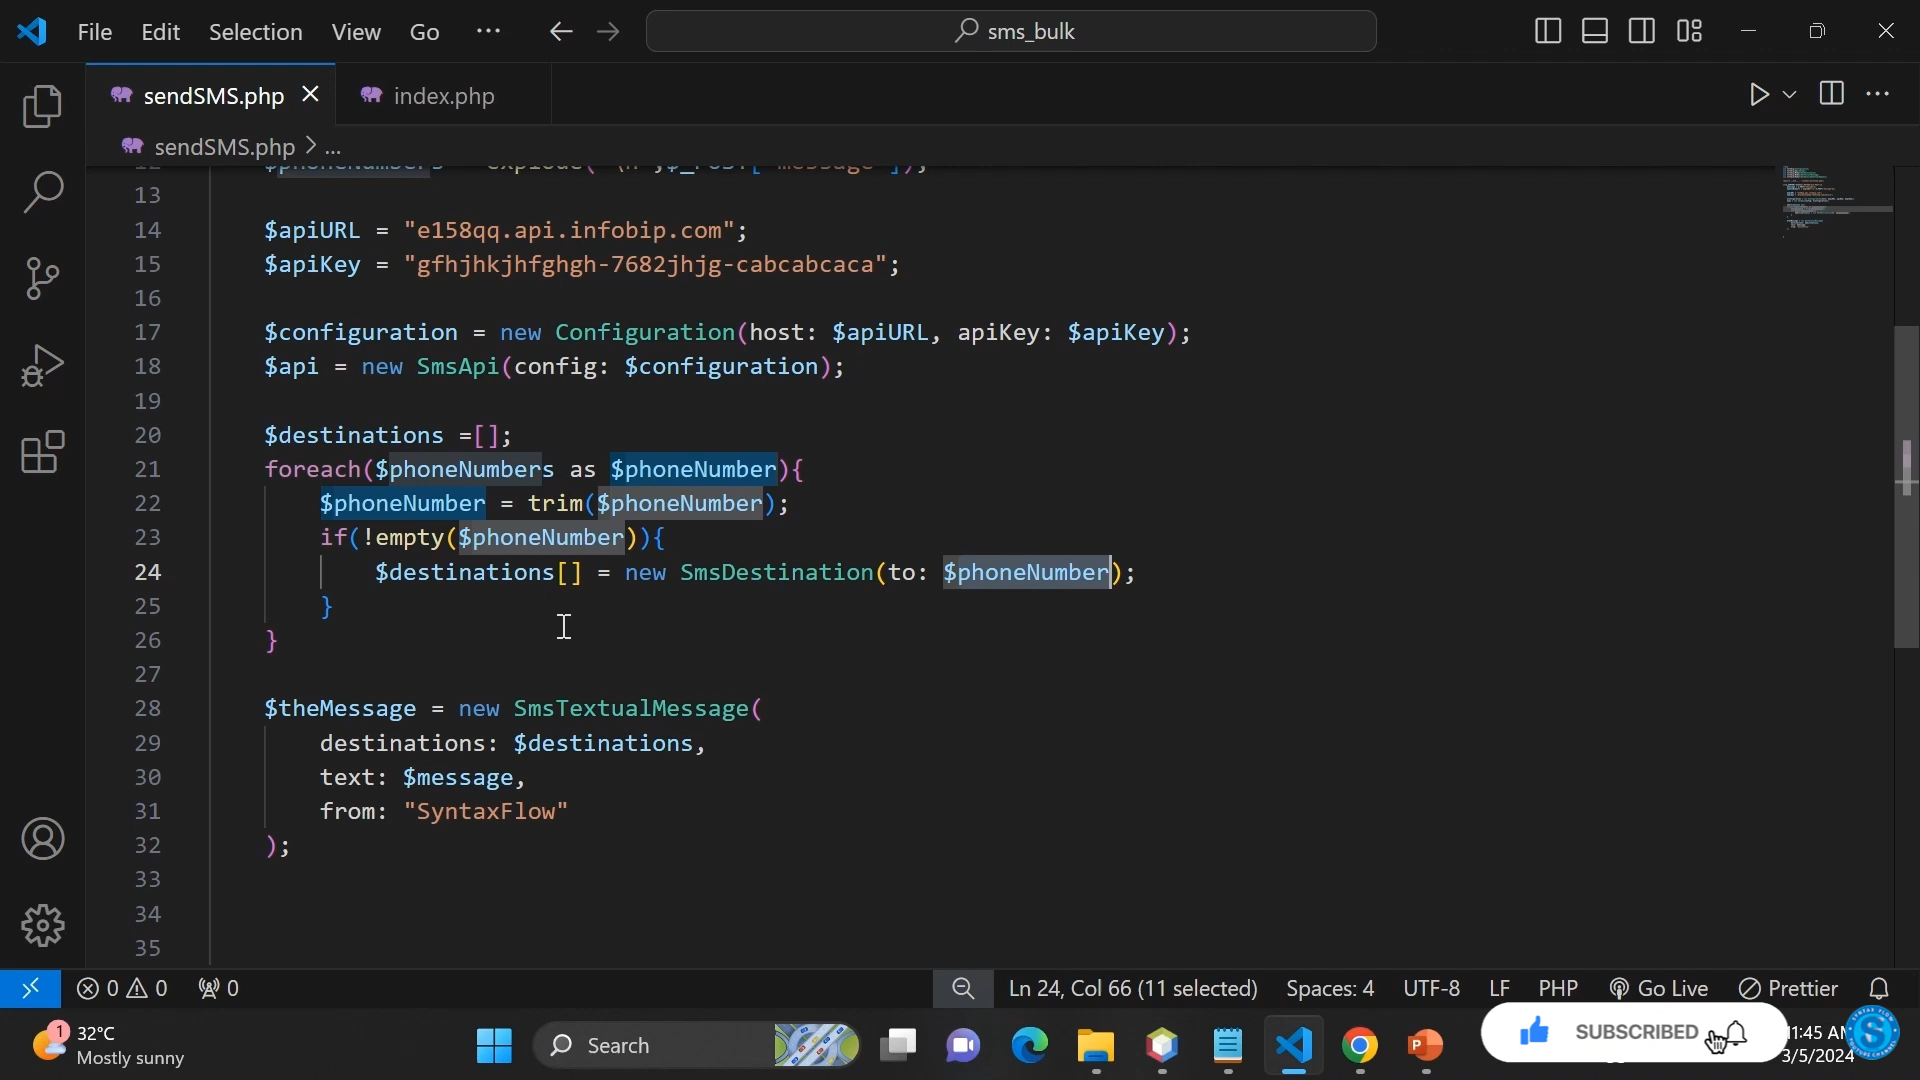 File Edit Selection View Go ··· sms_bulk
sendSMS.php index.php
sendSMS.php > ...
13
14 $apiURL = "e158qq.api.infobip.com";
15 $apiKey = "gfhjhkjhfghgh-7682jhjg-cabcabcaca";
16
17 $configuration = new Configuration(host: $apiURL, apiKey: $apiKey);
18 $api = new SmsApi(config: $configuration);
19
20 $destinations =[];
21 foreach($phoneNumbers as $phoneNumber){
22 $phoneNumber = trim($phoneNumber);
23 if(!empty($phoneNumber)){
24 $destinations[] = new SmsDestination(to: $phoneNumber);
25 }
26 }
27
28 $theMessage = new SmsTextualMessage(
29 destinations: $destinations,
30 text: $message,
31 from: "SyntaxFlow"
32 );
33
34
35
0 0 0 Ln 24, Col 66 (11 selected) Spaces: 4 UTF-8 LF PHP Go Live Prettier
1 32°C
Mostly sunny
Search
SUBSCRIBED
11:45 AM
3/5/2024